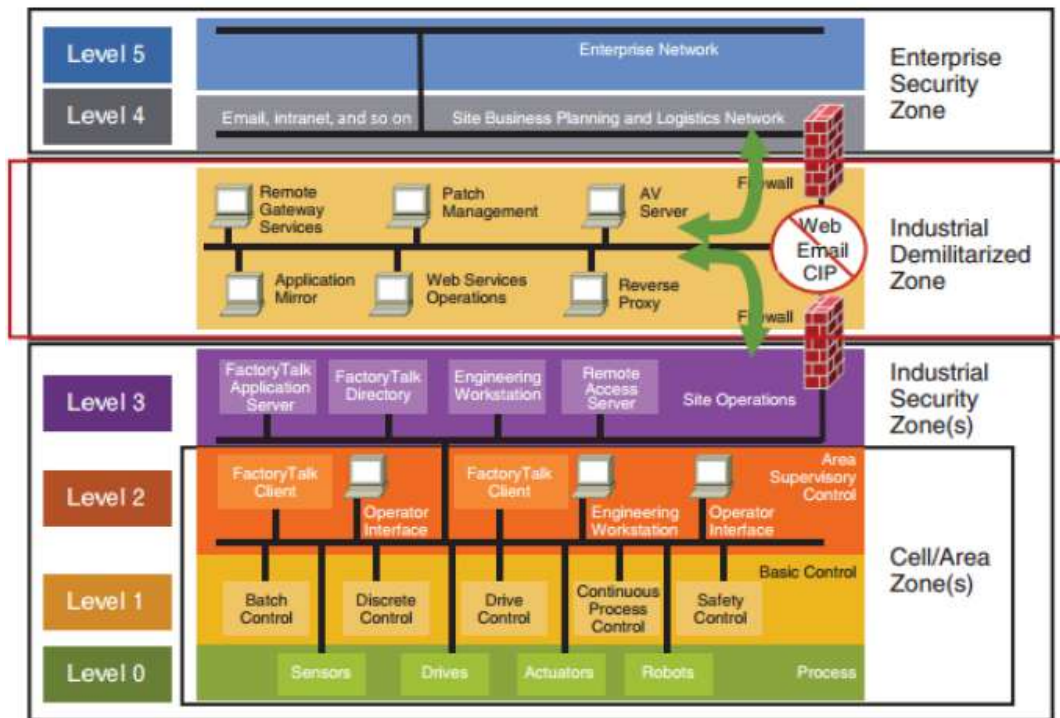 Level 5
Enterprise Network
Enterprise
Security
Zone
Level 4
Email, intranet, and so on
Site Business Planning and Logistics Network
Firewall
Remote
Gateway
Services
Patch
Management
AV
Server
Web
Email
CIP
Industrial
Demilitarized
Zone
Application
Mirror
Web Services
Operations
Reverse
Proxy
Firewall
Level 3
FactoryTalk
Application
Server
FactoryTalk
Directory
Engineering
Workstation
Remote
Access
Server
Site Operations
Industrial
Security
Zone(s)
Level 2
FactoryTalk
Client
Operator
Interface
FactoryTalk
Client
Engineering
Workstation
Operator
Interface
Area
Supervisory
Control
Cell/Area
Zone(s)
Level 1
Batch
Control
Discrete
Control
Drive
Control
Continuous
Process
Control
Safety
Control
Basic Control
Level 0
Sensors
Drives
Actuators
Robots
Process